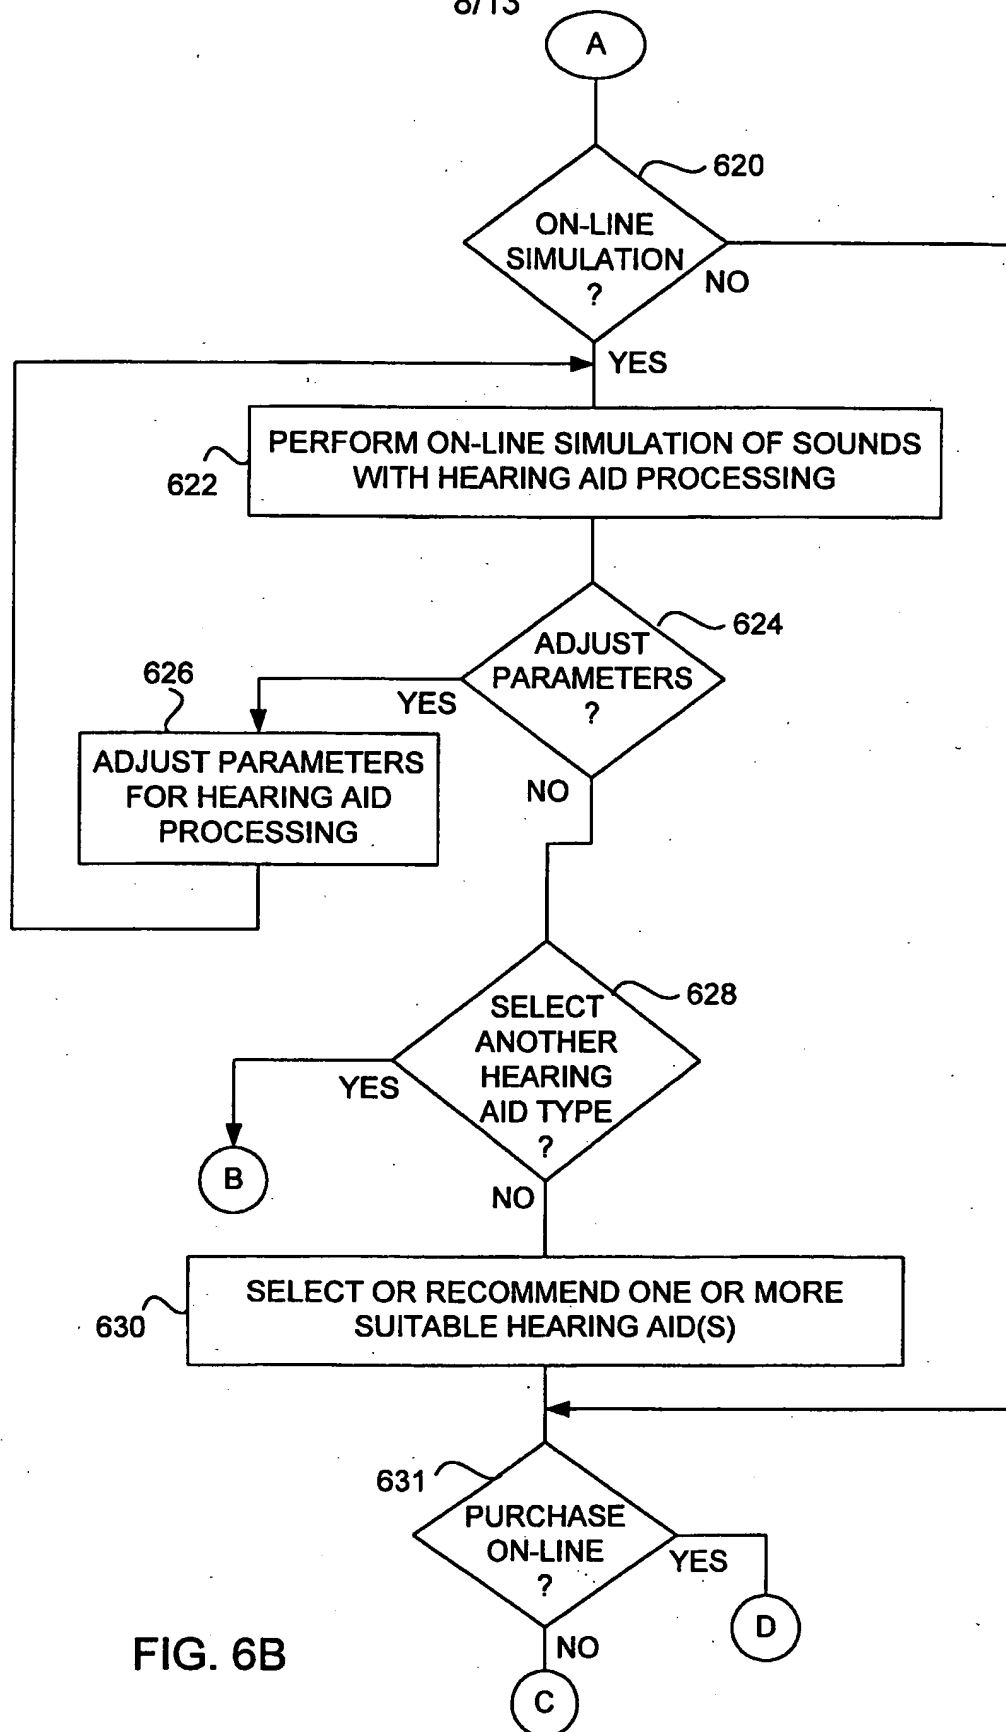 8/13
A
620
ON-LINE
SIMULATION
?
NO
YES
PERFORM ON-LINE SIMULATION OF SOUNDS
WITH HEARING AID PROCESSING
622
624
ADJUST
PARAMETERS
?
YES
626
ADJUST PARAMETERS
FOR HEARING AID
PROCESSING
NO
628
SELECT
ANOTHER
HEARING
AID TYPE
?
YES
B
NO
SELECT OR RECOMMEND ONE OR MORE
SUITABLE HEARING AID(S)
630
631
PURCHASE
ON-LINE
?
YES
D
NO
C
FIG. 6B